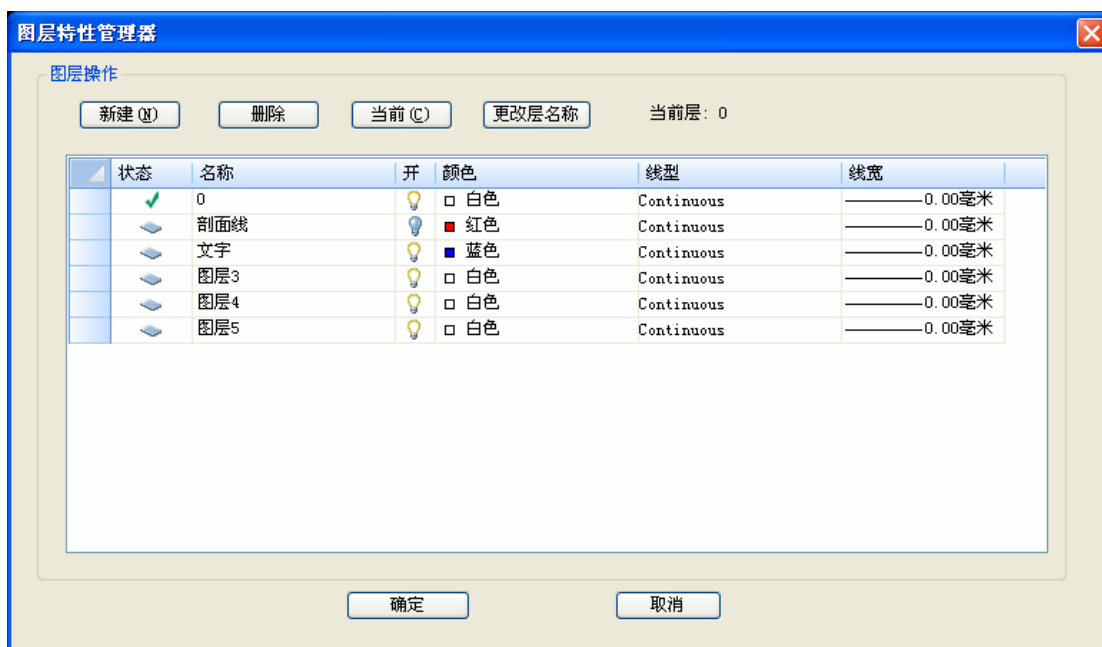 图层特性管理器
图层操作
新建(N) 删除 当前(C) 更改层名称 当前层: 0
状态 名称 开 颜色 线型 线宽
0 白色 Continuous 0.00毫米
剖面线 红色 Continuous 0.00毫米
文字 蓝色 Continuous 0.00毫米
图层3 白色 Continuous 0.00毫米
图层4 白色 Continuous 0.00毫米
图层5 白色 Continuous 0.00毫米
确定 取消